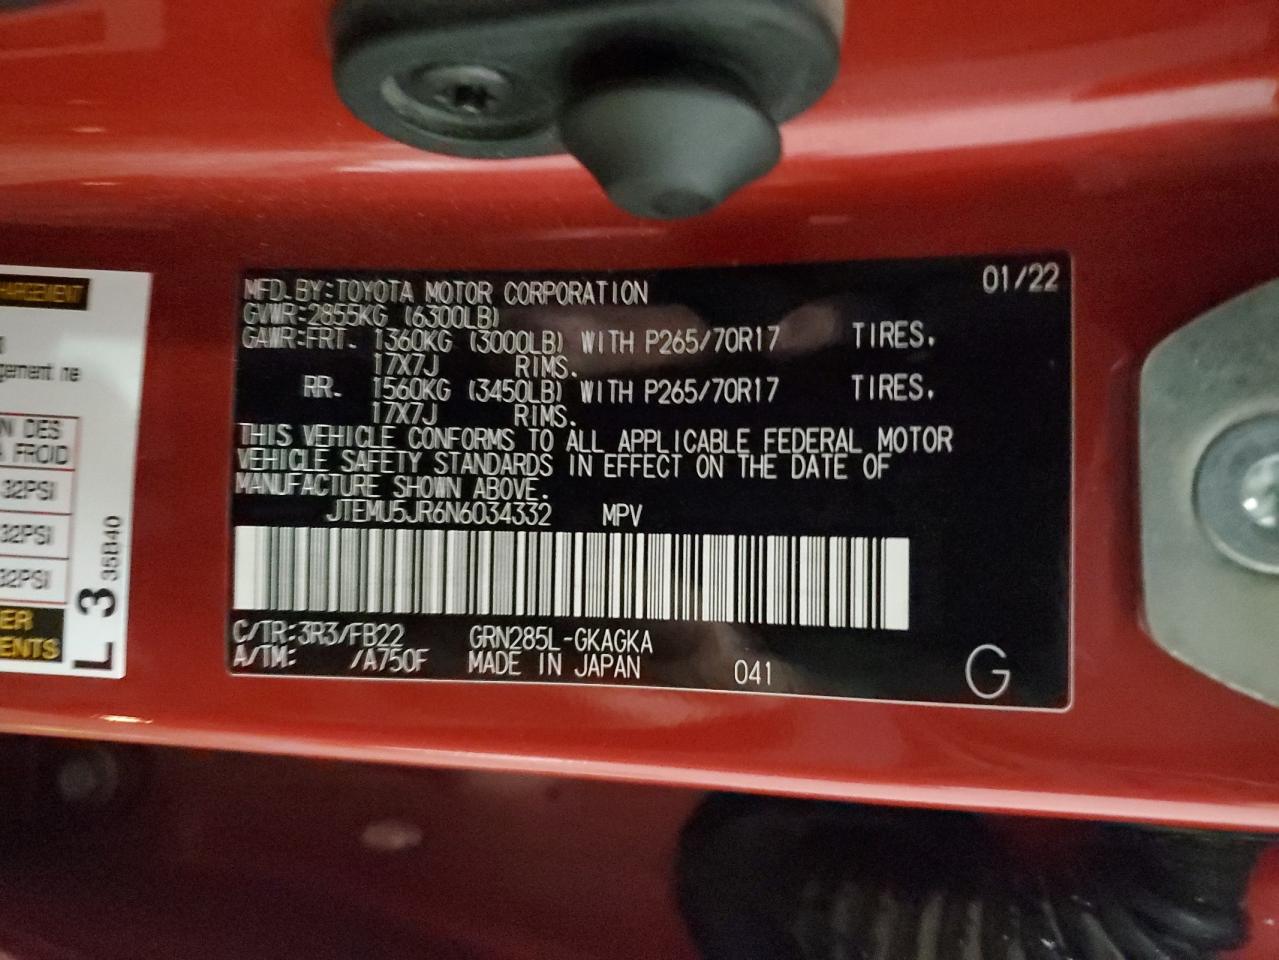 HARGEMENT
gement ne
N DES
A FROID
32PSI
32PSI
32PSI
ER
ENTS
L 3 35B40
MFD.BY:TOYOTA MOTOR CORPORATION 01/22
GVWR:2855KG (6300LB)
GAWR:FRT. 1360KG (3000LB) WITH P265/70R17 TIRES.
17X7J RIMS.
RR. 1560KG (3450LB) WITH P265/70R17 TIRES.
17X7J RIMS.
THIS VEHICLE CONFORMS TO ALL APPLICABLE FEDERAL MOTOR
VEHICLE SAFETY STANDARDS IN EFFECT ON THE DATE OF
MANUFACTURE SHOWN ABOVE.
JTEMU5JR6N6034332 MPV
C/TR:3R3/FB22 GRN285L-GKAGKA
A/TM: /A750F MADE IN JAPAN 041 G